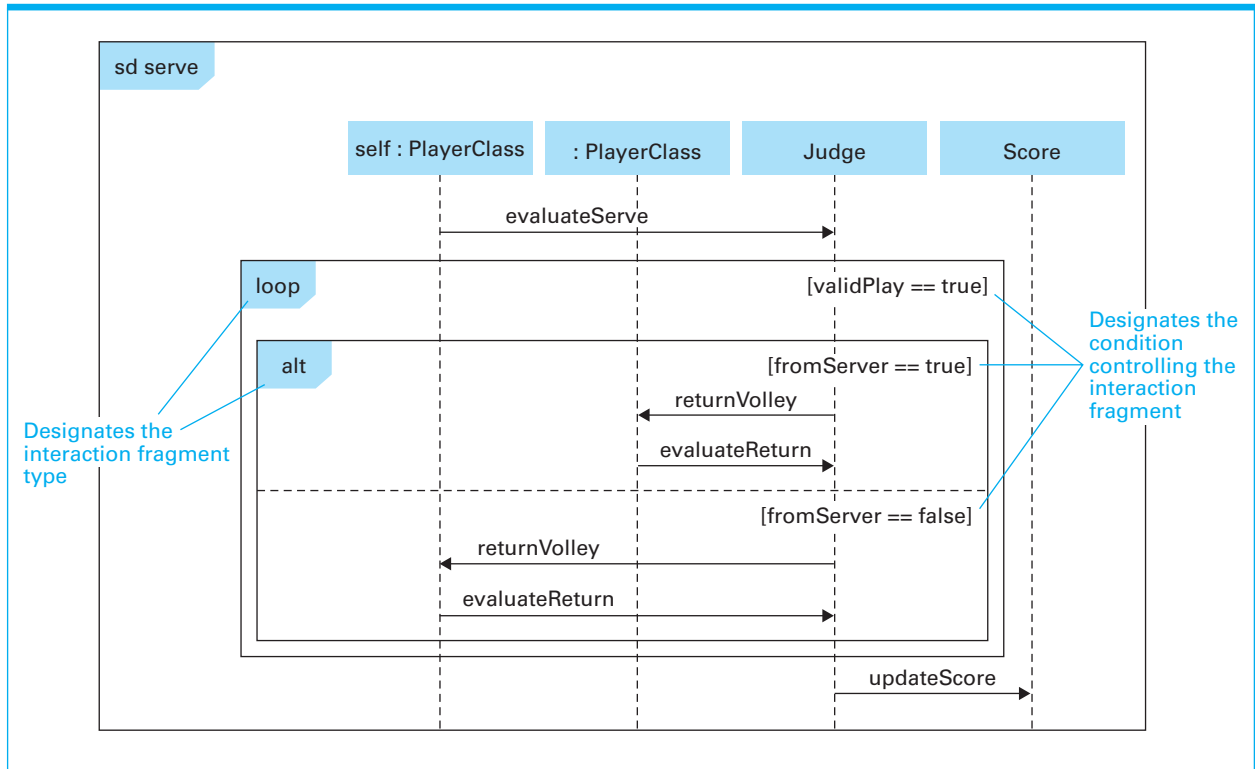 sd serve
self : PlayerClass
: PlayerClass
Judge
Score
evaluateServe
loop
[validPlay == true]
Designates the
condition
controlling the
interaction
fragment
alt
[fromServer == true]
returnVolley
Designates the
interaction fragment
type
evaluateReturn
[fromServer == false]
returnVolley
evaluateReturn
updateScore